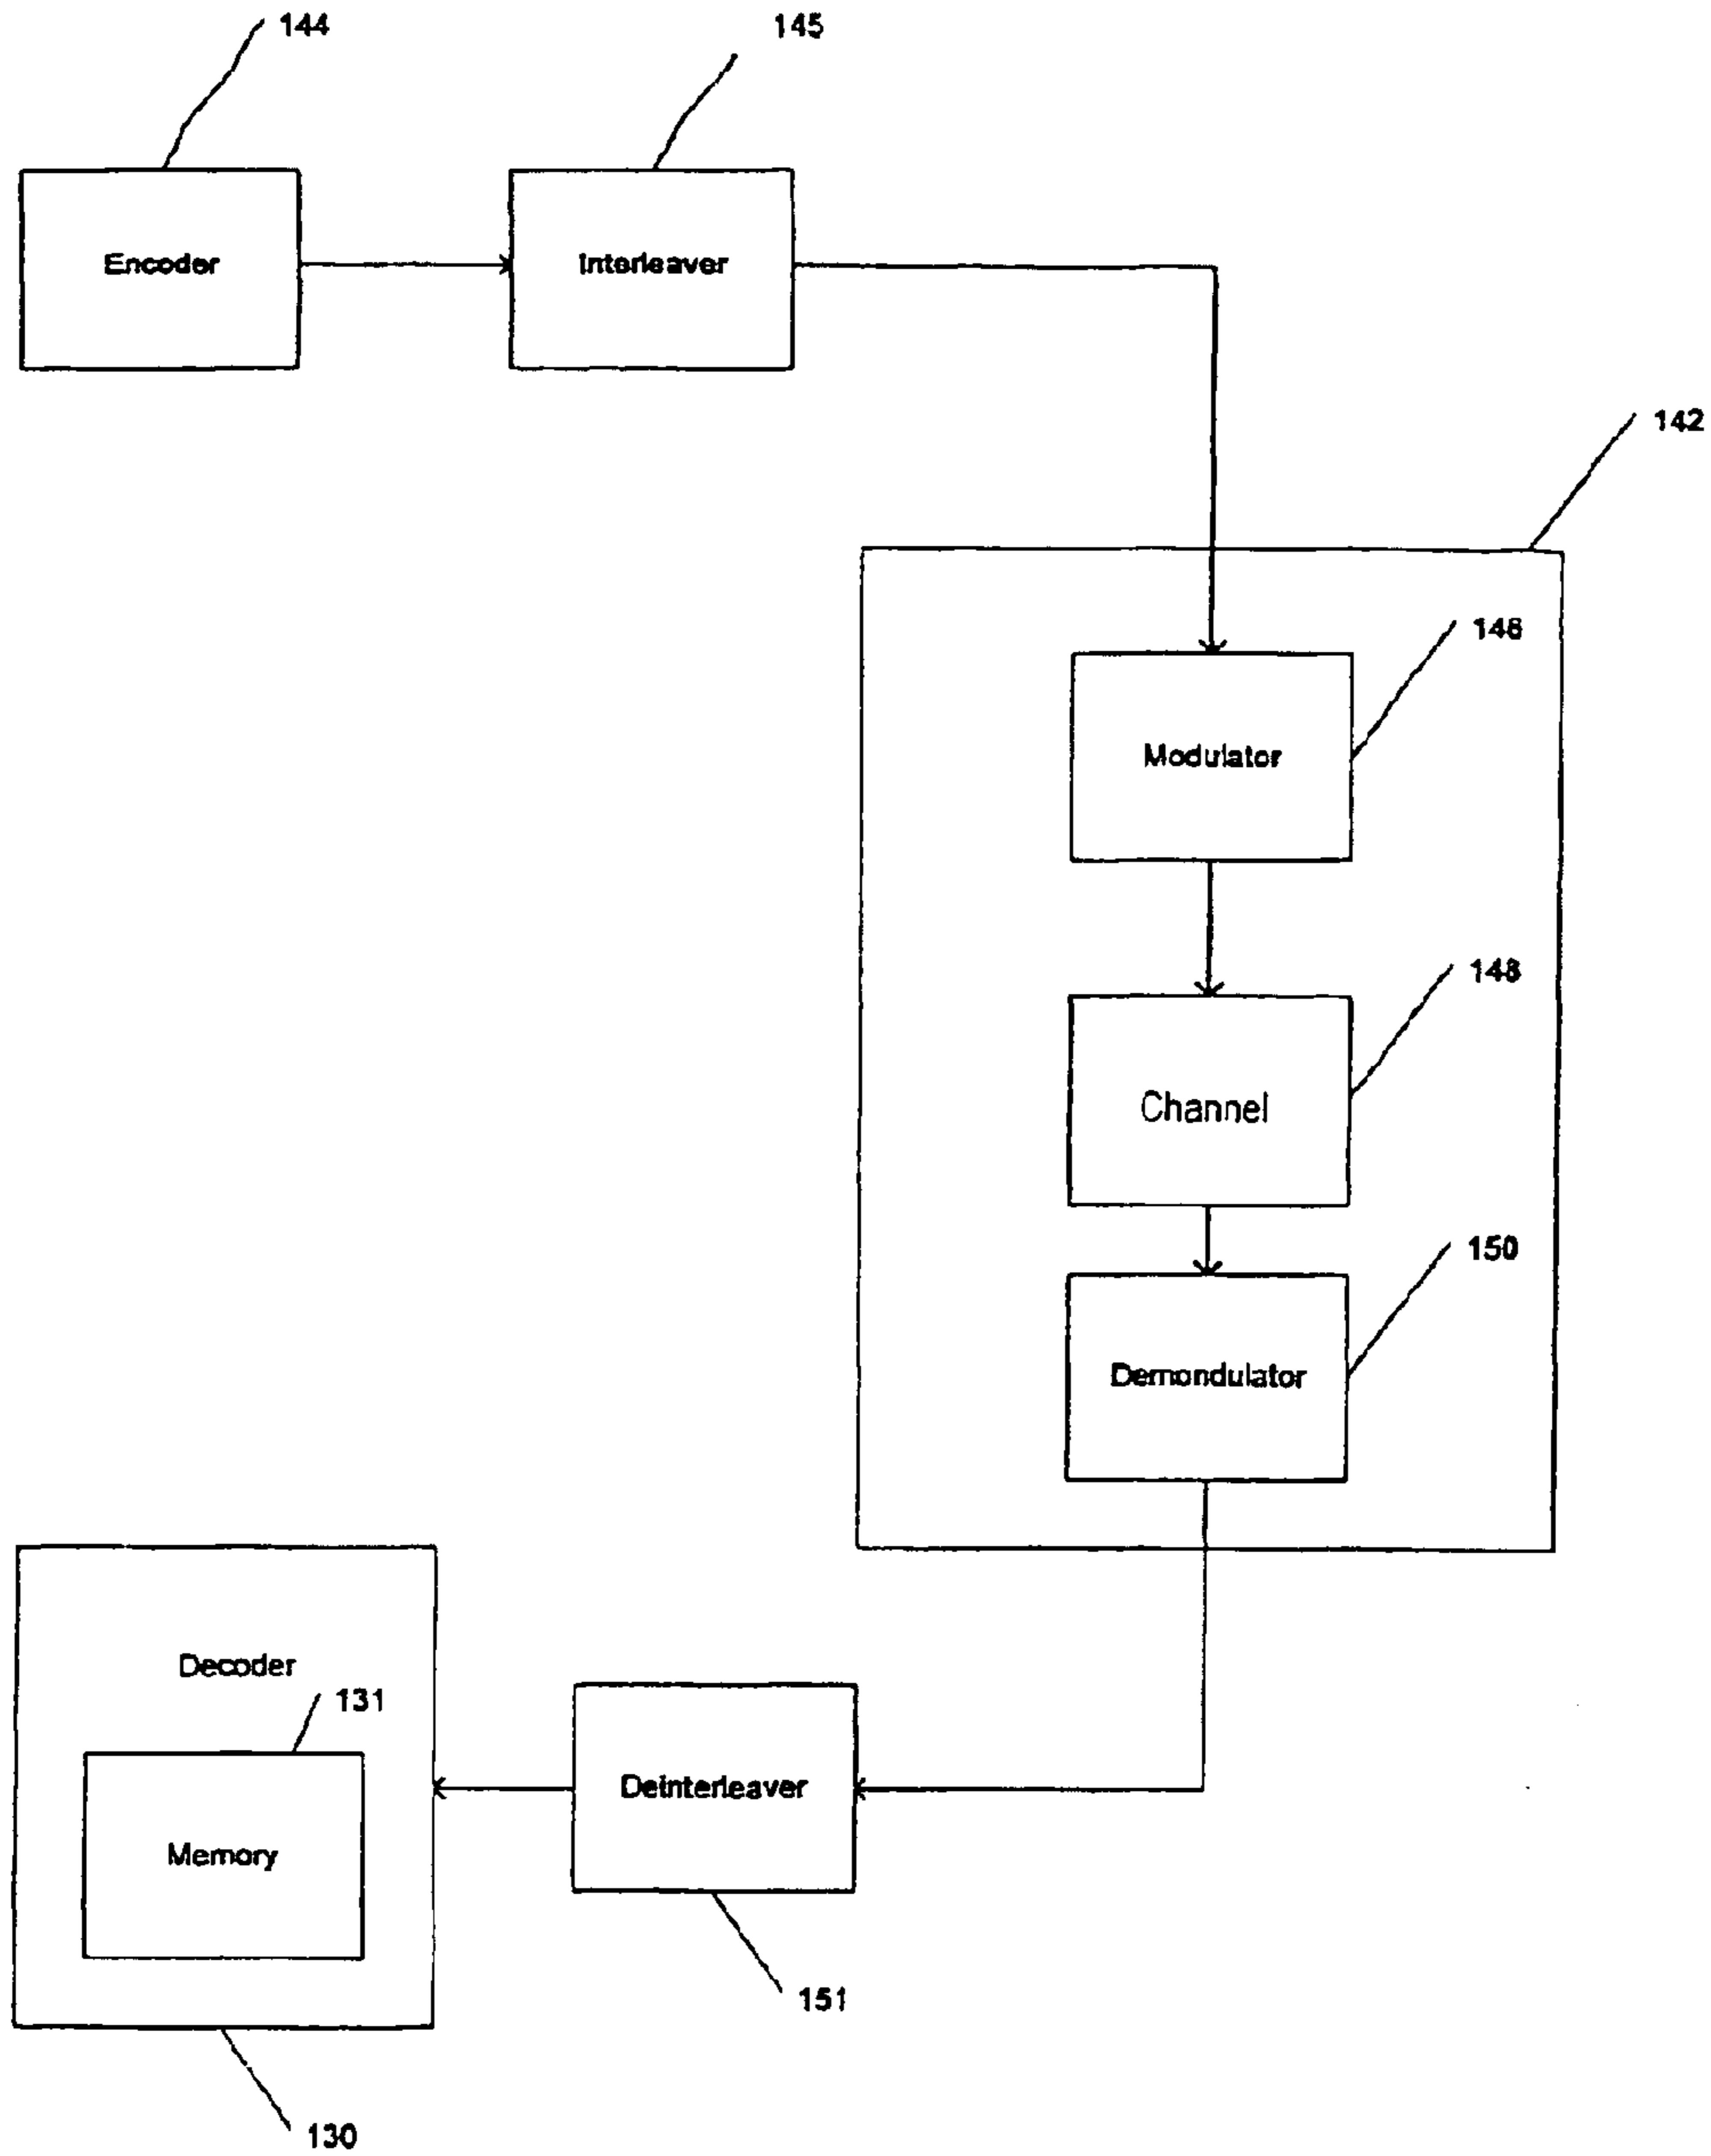 144
145
Encoder
Interleaver
142
146
Modulator
148
Channel
150
Demondulator
Decoder
131
Deinterleaver
Memory
151
130